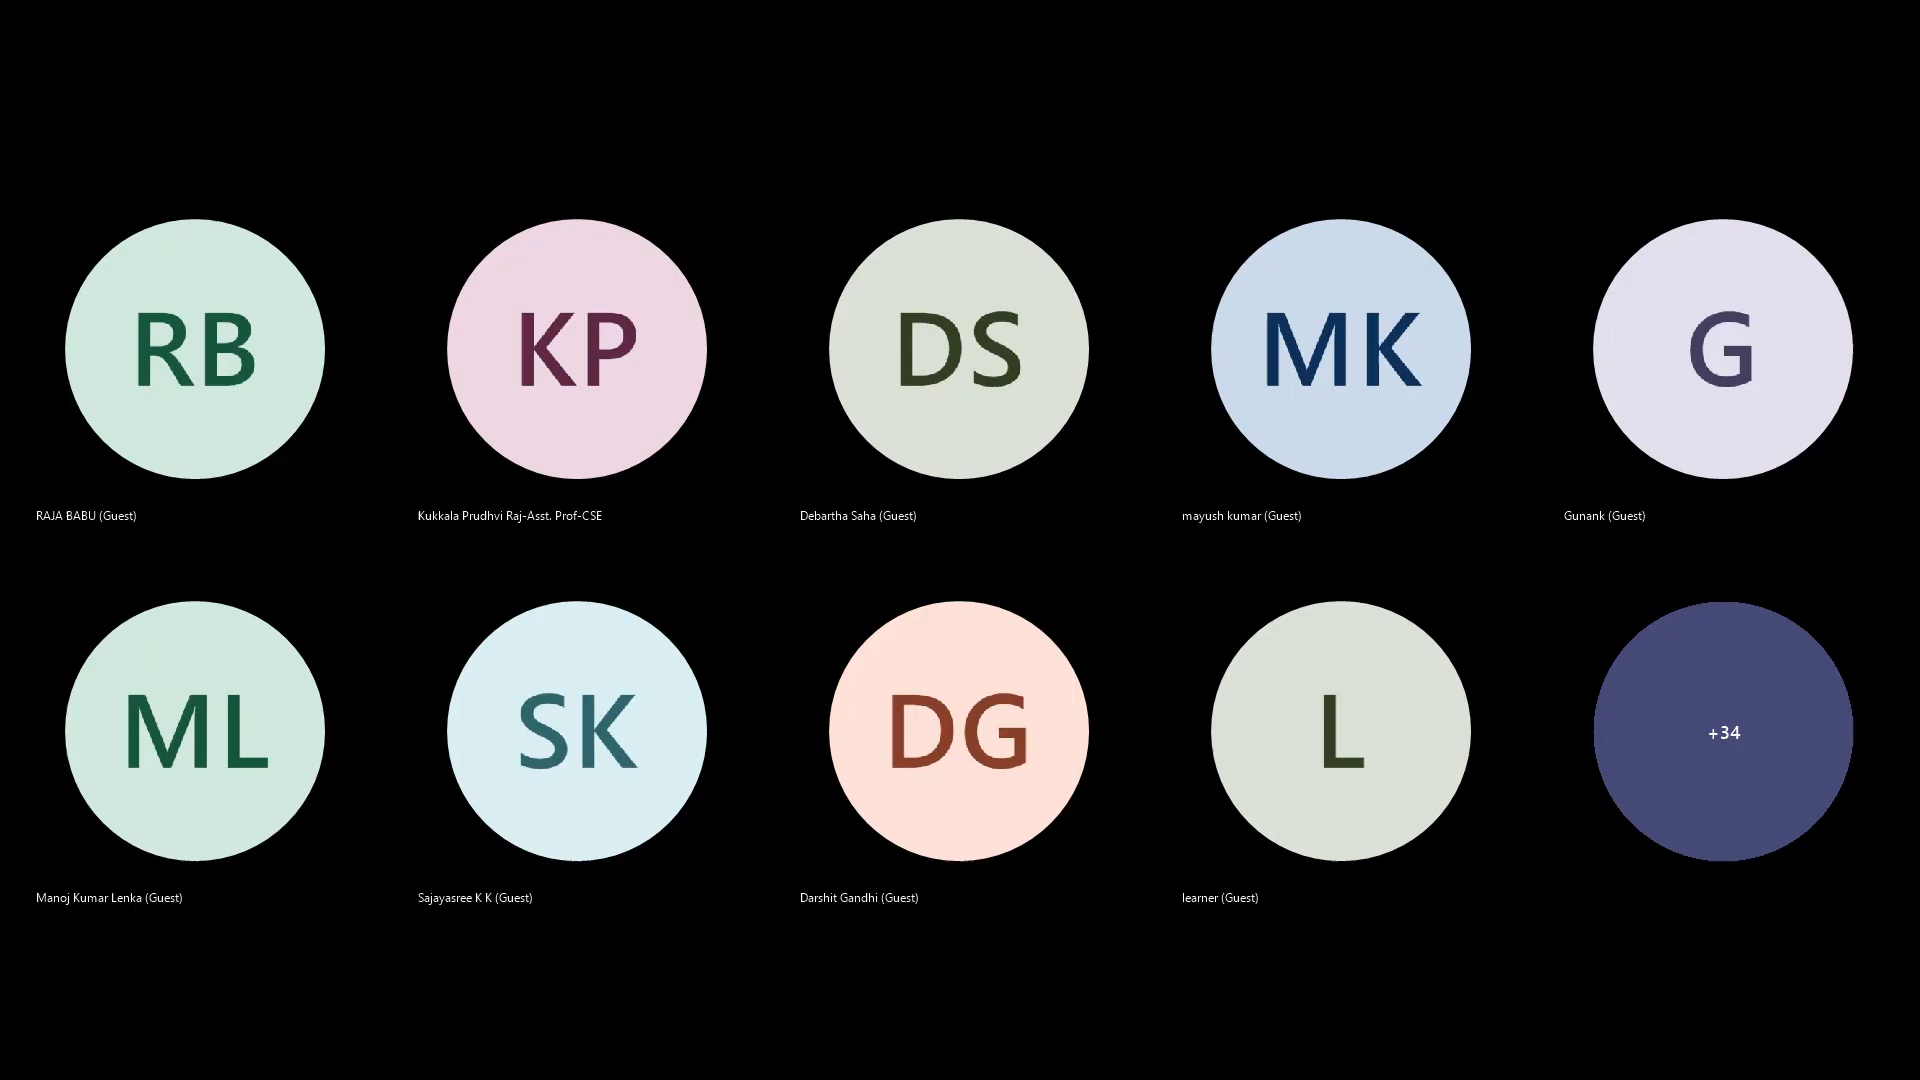 RB
KP
DS
MK
G
RAJA BABU (Guest)
Kukkala Prudhvi Raj-Asst. Prof-CSE
Debartha Saha (Guest)
mayush kumar (Guest)
Gunank (Guest)
ML
SK
DG
L
+34
Manoj Kumar Lenka (Guest)
Sajayasree K K (Guest)
Darshit Gandhi (Guest)
learner (Guest)